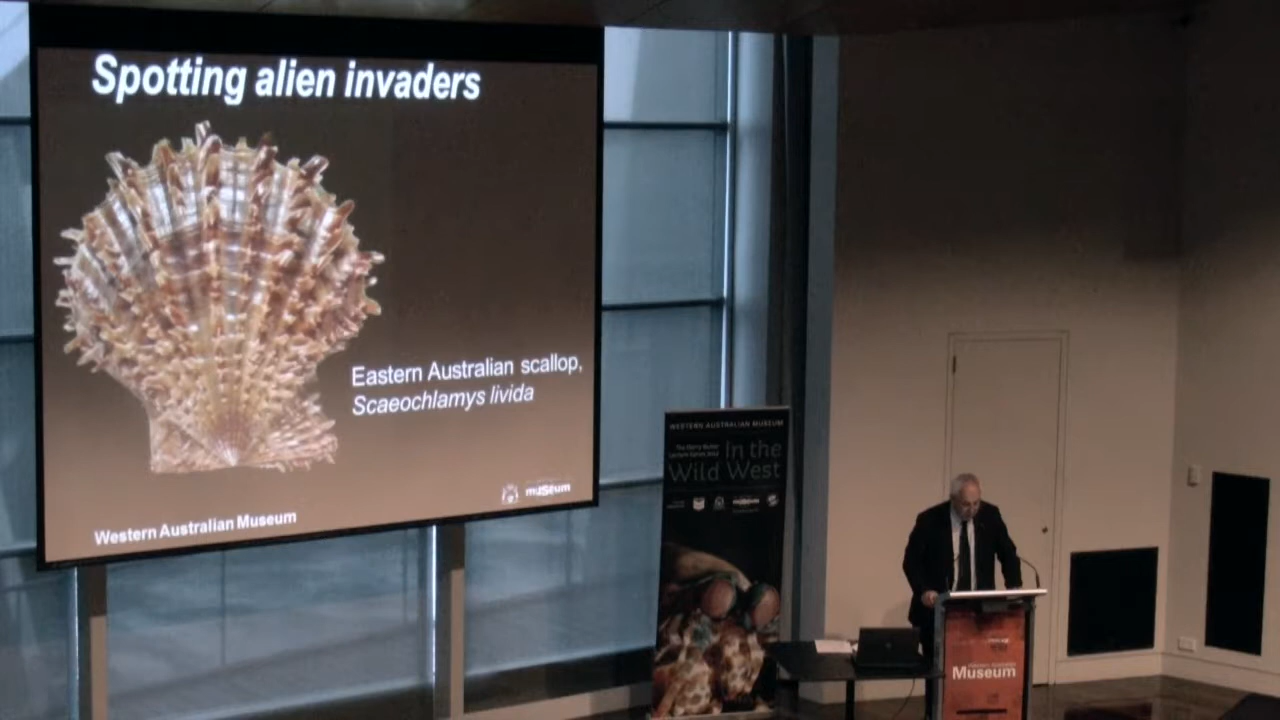 Spotting alien invaders
Eastern Australian scallop,
Scaeochlamys livida
museum
Western Australian Museum
WESTERN AUSTRALIAN MUSEUM
In the
Wild West
Museum